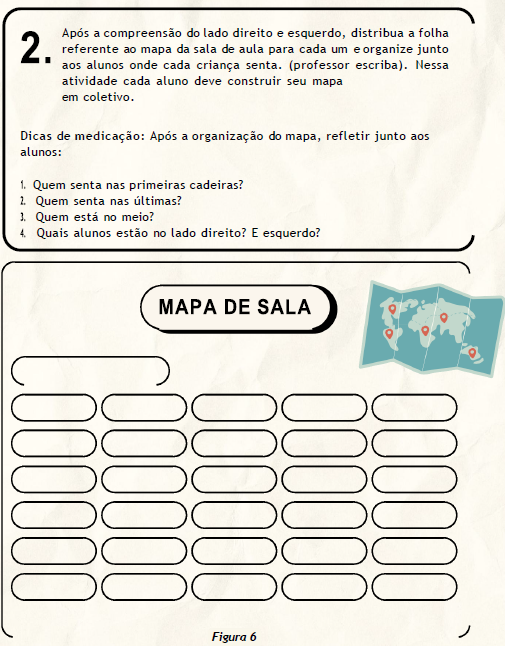 2.
Após a compreensão do lado direito e esquerdo, distribua a folha
referente ao mapa da sala de aula para cada um e organize junto
aos alunos onde cada criança senta. (professor escriba). Nessa
atividade cada aluno deve construir seu mapa
em coletivo.
Dicas de medicação: Após a organização do mapa, refletir junto aos
alunos:
1. Quem senta nas primeiras cadeiras?
2. Quem senta nas últimas?
3. Quem está no meio?
4. Quais alunos estão no lado direito? E esquerdo?
MAPA DE SALA
Figura 6